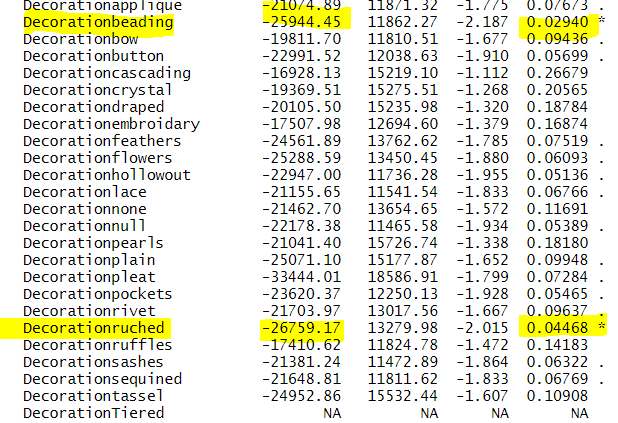 Decorationapplique -21074.89 11871.32 -1.775 0.07673 .
Decorationbeading -25944.45 11862.27 -2.187 0.02940 *
Decorationbow -19811.70 11810.51 -1.677 0.09436 .
Decorationbutton -22991.52 12038.63 -1.910 0.05699 .
Decorationcascading -16928.13 15219.10 -1.112 0.26679
Decorationcrystal -19369.51 15275.51 -1.268 0.20565
Decorationdraped -20105.50 15235.98 -1.320 0.18784
Decorationembroidary -17507.98 12694.60 -1.379 0.16874
Decorationfeathers -24561.89 13762.62 -1.785 0.07519 .
Decorationflowers -25288.59 13450.45 -1.880 0.06093 .
Decorationhollowout -22947.00 11736.28 -1.955 0.05136 .
Decorationlace -21155.65 11541.54 -1.833 0.06766 .
Decorationnone -21462.70 13654.65 -1.572 0.11691
Decorationnull -22178.38 11465.58 -1.934 0.05389 .
Decorationpearls -21041.40 15726.74 -1.338 0.18180
Decorationplain -25071.10 15177.87 -1.652 0.09948 .
Decorationpleat -33444.01 18586.91 -1.799 0.07284 .
Decorationpockets -23620.37 12250.13 -1.928 0.05465 .
Decorationrivet -21703.97 13017.56 -1.667 0.09637 .
Decorationruched -26759.17 13279.98 -2.015 0.04468 *
Decorationruffles -17410.62 11824.78 -1.472 0.14183
Decorationsashes -21381.24 11472.89 -1.864 0.06322 .
Decorationsequined -21648.81 11811.62 -1.833 0.06769 .
Decorationtassel -24952.86 15532.44 -1.607 0.10908
DecorationTiered NA NA NA NA